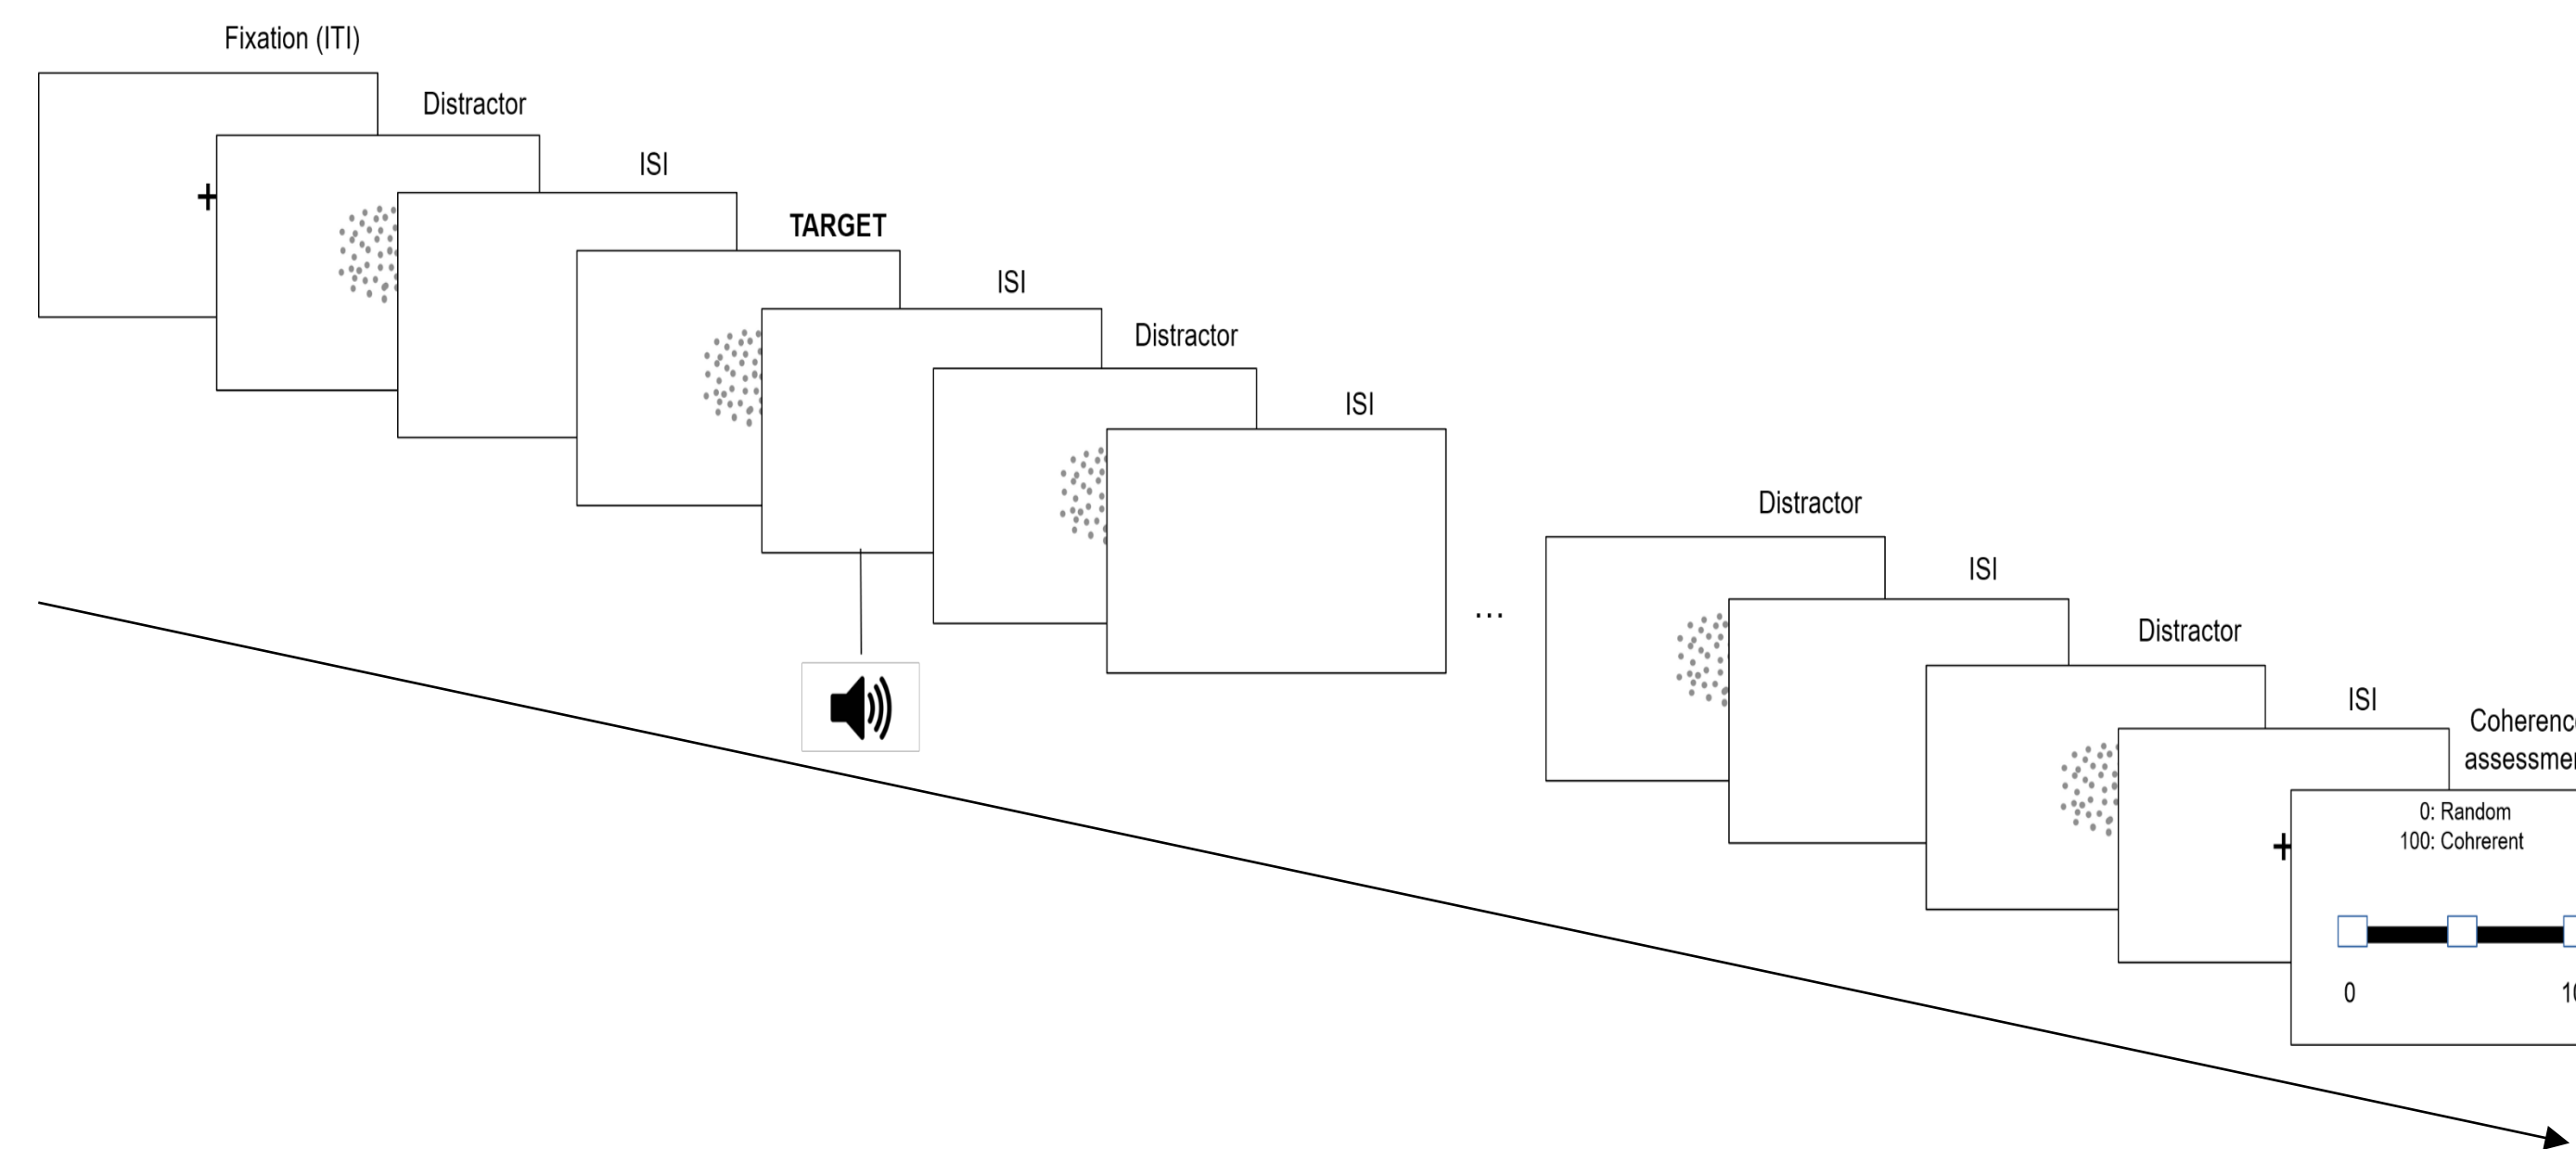 Fixation (ITI)
Distractor
ISI
TARGET
ISI
Distractor
ISI
...
Distractor
ISI
Distractor
ISI
0: Random
100: Cohrerent
0